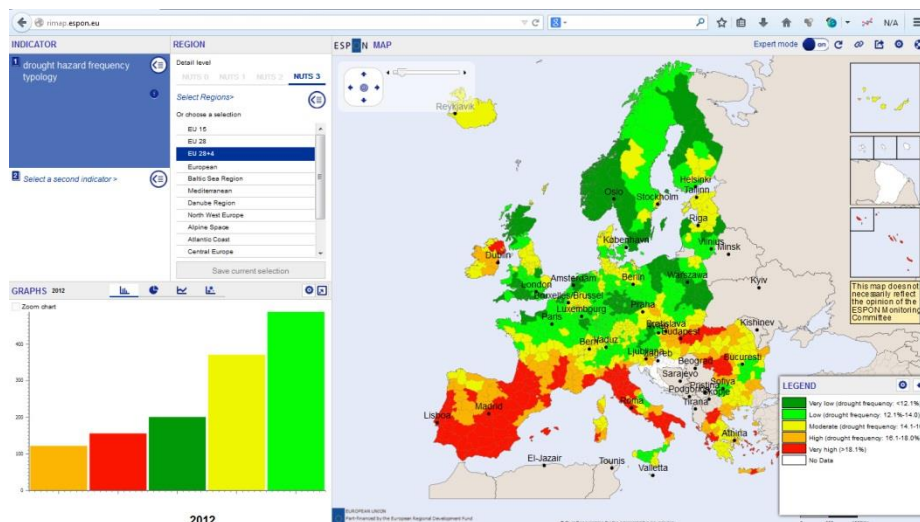 rimap.espon.eu
N/A
INDICATOR
1
drought hazard frequency
typology
2 Select a second indicator >
REGION
Detail level
NUTS 0 NUTS 1 NUTS 2 NUTS 3
Select Regions>
Or choose a selection
EU 15
EU 28
EU 28+4
European
Baltic Sea Region
Mediterranean
Danube Region
North West Europe
Alpine Space
Atlantic Coast
Central Europe
Save current selection
GRAPHS 2012
Zoom chart
400
300
200
100
0
2012
ESPON MAP
Expert mode on
Reykjavik
Helsinki
Oslo
Tallinn
Stockholm
Riga
København
Vilnius
Minsk
Dublin
Amsterdam
Berlin
Warszawa
London
Bruxelles/Brussel
Kyiv
Luxembourg
Praha
Paris
Bratislava
Kishinev
Bern
Vaduz
Budapest
Ljubljana
Zagreb
Beograd
Bucuresti
Sarajevo
Pristina
Sofiya
Podgorica
Skopje
Roma
Tirana
Madrid
Lisboa
Athina
El-Jazair
Tounis
Valletta
This map does not
necessarily reflect
the opinion of the
ESPON Monitoring
Committee
LEGEND
Very low (drought frequency: <12.1%
Low (drought frequency: 12.1%-14.0
Moderate (drought frequency: 14.1-1
High (drought frequency: 16.1-18.0%
Very high (>18.1%)
No Data
EUROPEAN UNION
Part-financed by the European Regional Development Fund